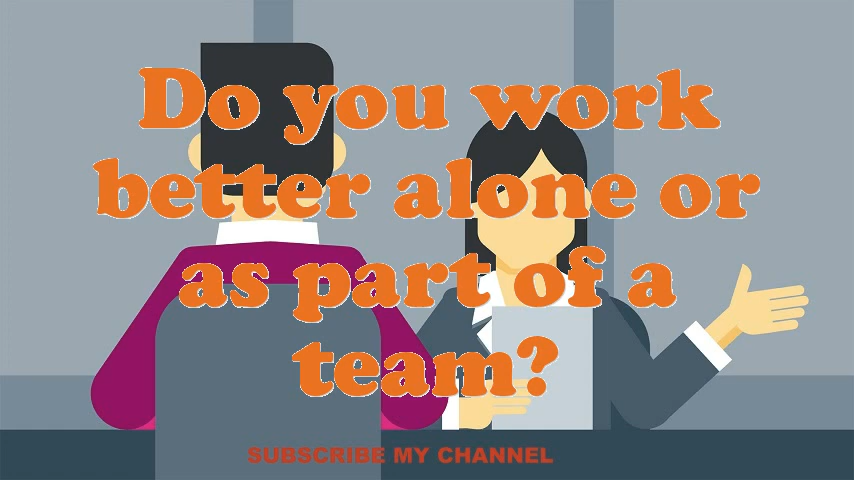 Do you work
better alone or
as part of a
team?
SUBSCRIBE MY CHANNEL